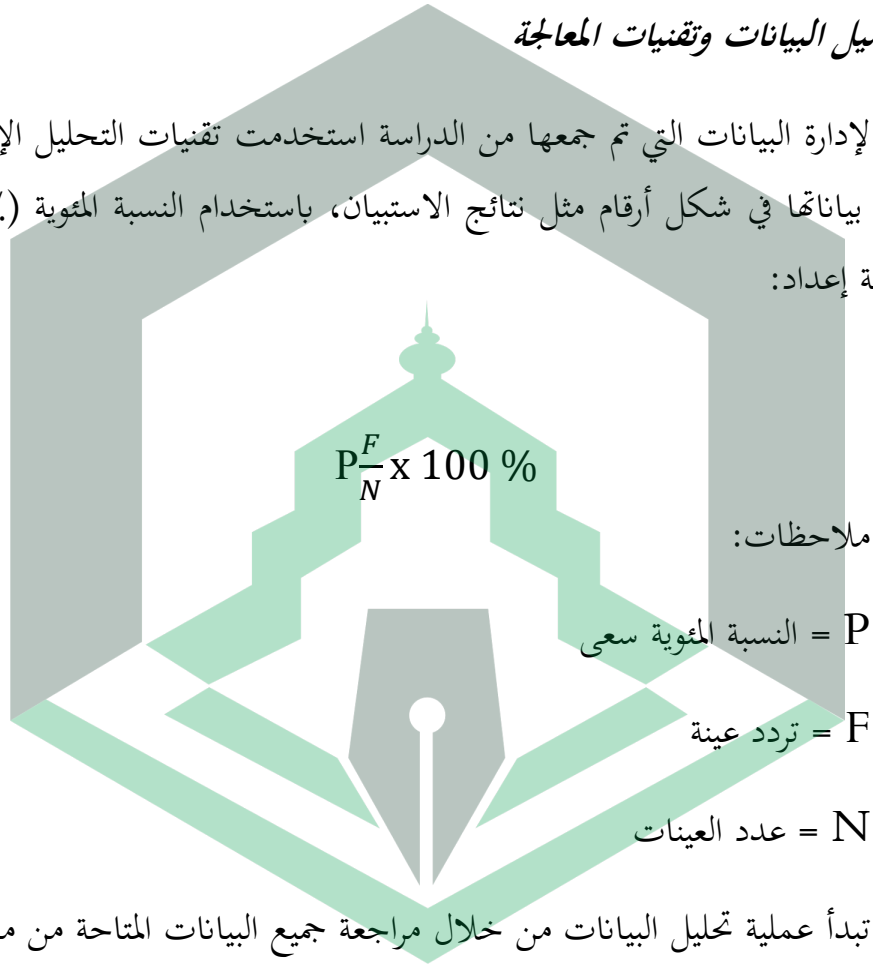 البيانات وتقنيات المعالجة
لإدارة البيانات التي تم جمعها من الدراسة استخدمت تقنيات التحليل
بياناتها في شكل أرقام مثل نتائج الاستبيان، باستخدام النسبة المئوية (٪
إعداد:
P\frac{F}{N} x 100 %
ملاحظات:
P = النسبة المئوية سعى
F = تردد عينة
N = عدد العينات
تبدأ عملية تحليل البيانات من خلال مراجعة جميع البيانات المتاحة من